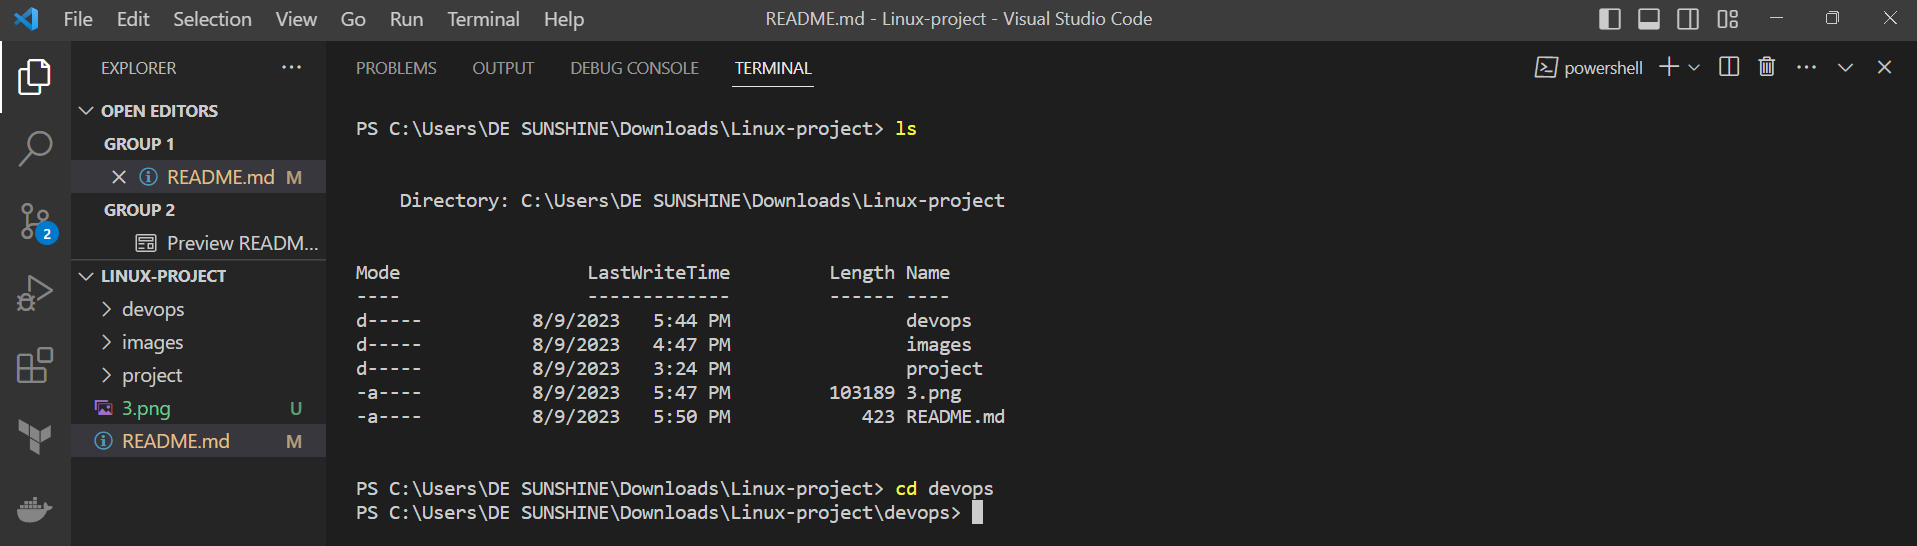 File Edit Selection View Go Run Terminal Help README.md - Linux-project - Visual Studio Code
EXPLORER ···
OPEN EDITORS
GROUP 1
README.md M
GROUP 2
Preview READM...
LINUX-PROJECT
devops
images
project
3.png U
README.md M
2
PROBLEMS OUTPUT DEBUG CONSOLE TERMINAL powershell
PS C:\Users\DE SUNSHINE\Downloads\Linux-project> ls
Directory: C:\Users\DE SUNSHINE\Downloads\Linux-project
Mode LastWriteTime Length Name
---- ------------- ------ ----
d----- 8/9/2023 5:44 PM devops
d----- 8/9/2023 4:47 PM images
d----- 8/9/2023 3:24 PM project
-a---- 8/9/2023 5:47 PM 103189 3.png
-a---- 8/9/2023 5:50 PM 423 README.md
PS C:\Users\DE SUNSHINE\Downloads\Linux-project> cd devops
PS C:\Users\DE SUNSHINE\Downloads\Linux-project\devops>